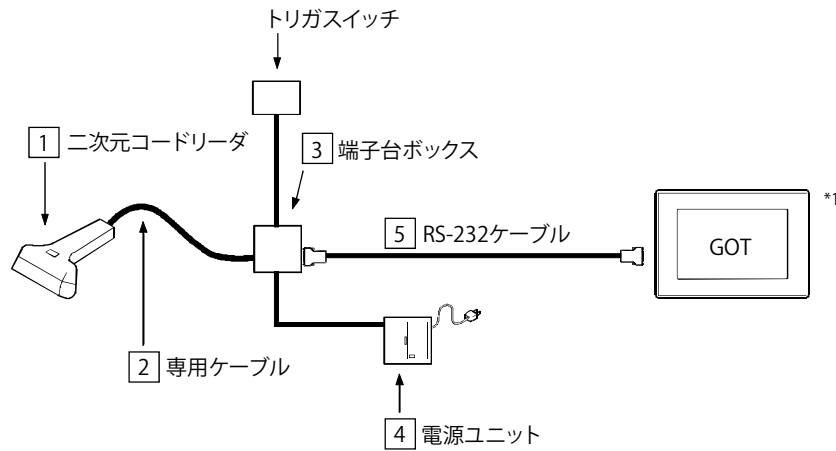 トリガスイッチ
1 二次元コードリーダ
3 端子台ボックス
*1
5 RS-232ケーブル
GOT
2 専用ケーブル
4 電源ユニット